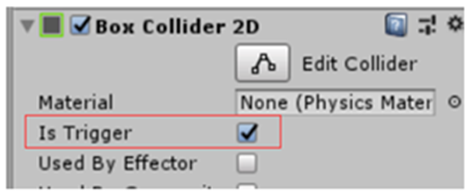 Box Collider 2D
Edit Collider
Material None (Physics Mater
Is Trigger
Used By Effector